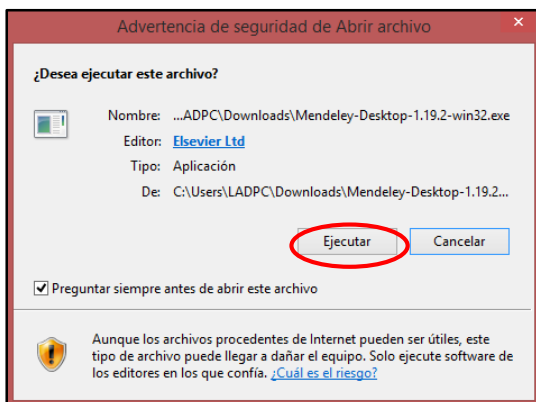 Advertencia de seguridad de Abrir archivo
¿Desea ejecutar este archivo?
Nombre: ...ADPC\Downloads\Mendeley-Desktop-1.19.2-win32.exe
Editor: Elsevier Ltd
Tipo: Aplicación
De: C:\Users\LADPC\Downloads\Mendeley-Desktop-1.19.2...
Ejecutar Cancelar
Preguntar siempre antes de abrir este archivo
Aunque los archivos procedentes de Internet pueden ser útiles, este
tipo de archivo puede llegar a dañar el equipo. Solo ejecute software de
los editores en los que confía. ¿Cuál es el riesgo?